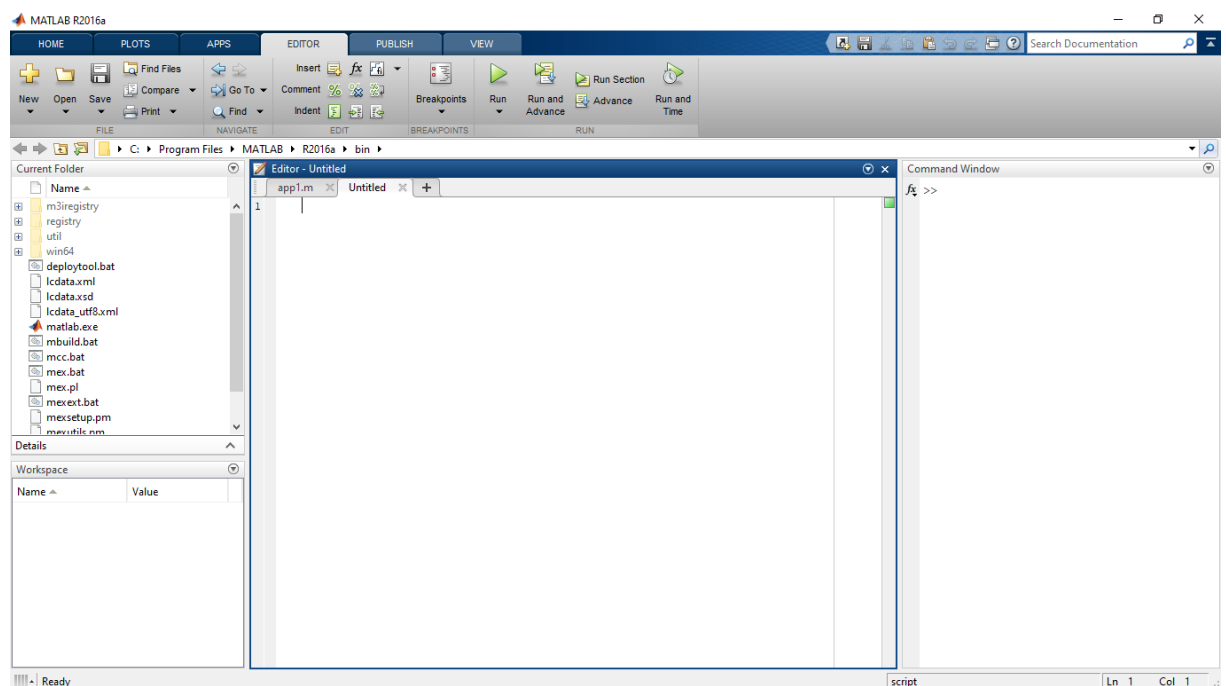 MATLAB R2016a
HOME PLOTS APPS EDITOR PUBLISH VIEW Search Documentation
New Open Save Find Files Compare Print Go To Find Insert fx Comment Indent Breakpoints Run Run and Advance Run Section Advance Run and Time
FILE NAVIGATE EDIT BREAKPOINTS RUN
C: Program Files MATLAB R2016a bin
Current Folder
Name
m3iregistry
registry
util
win64
deploytool.bat
lcdata.xml
lcdata.xsd
lcdata_utf8.xml
matlab.exe
mbuild.bat
mcc.bat
mex.bat
mex.pl
mexext.bat
mexsetup.pm
mexutils.pm
Details
Workspace
Name Value
Editor - Untitled
app1.m Untitled +
1
Command Window
fx >>
Ready script Ln 1 Col 1